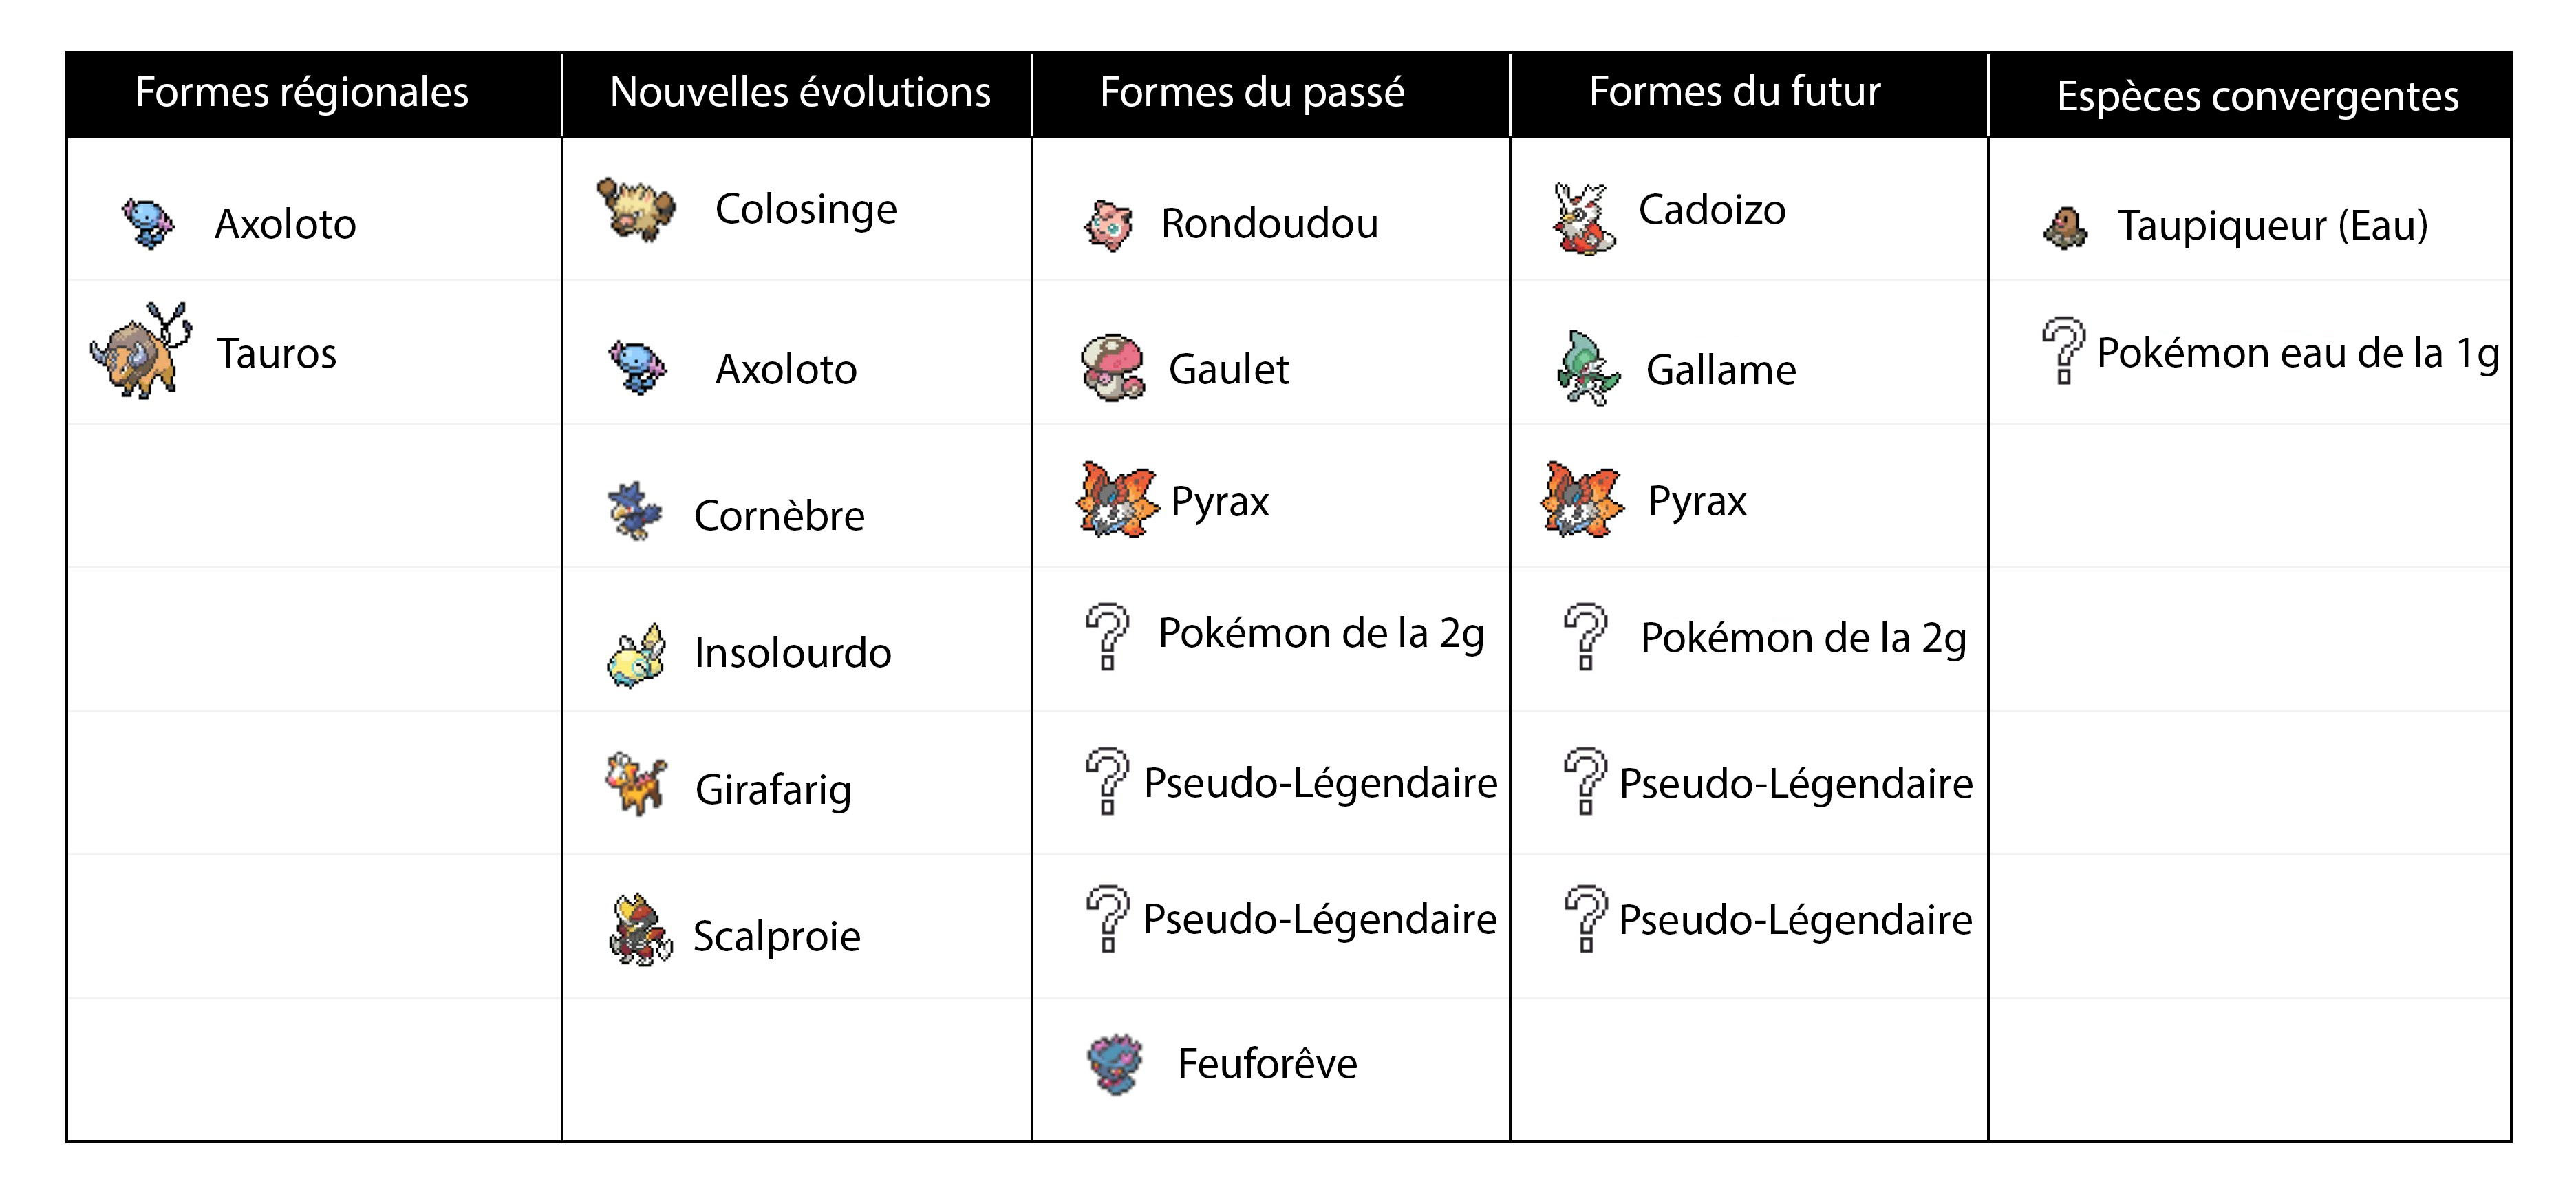 Formes régionales Nouvelles évolutions Formes du passé Formes du futur Espèces convergentes
Axoloto Colosinge Rondoudou Cadoizo Taupiqueur (Eau)
Tauros Axoloto Gaulet Gallame ? Pokémon eau de la 1g
Cornèbre Pyrax Pyrax
Insolourdo ? Pokémon de la 2g ? Pokémon de la 2g
Girafarig ? Pseudo-Légendaire ? Pseudo-Légendaire
Scalproie ? Pseudo-Légendaire ? Pseudo-Légendaire
Feuforêve